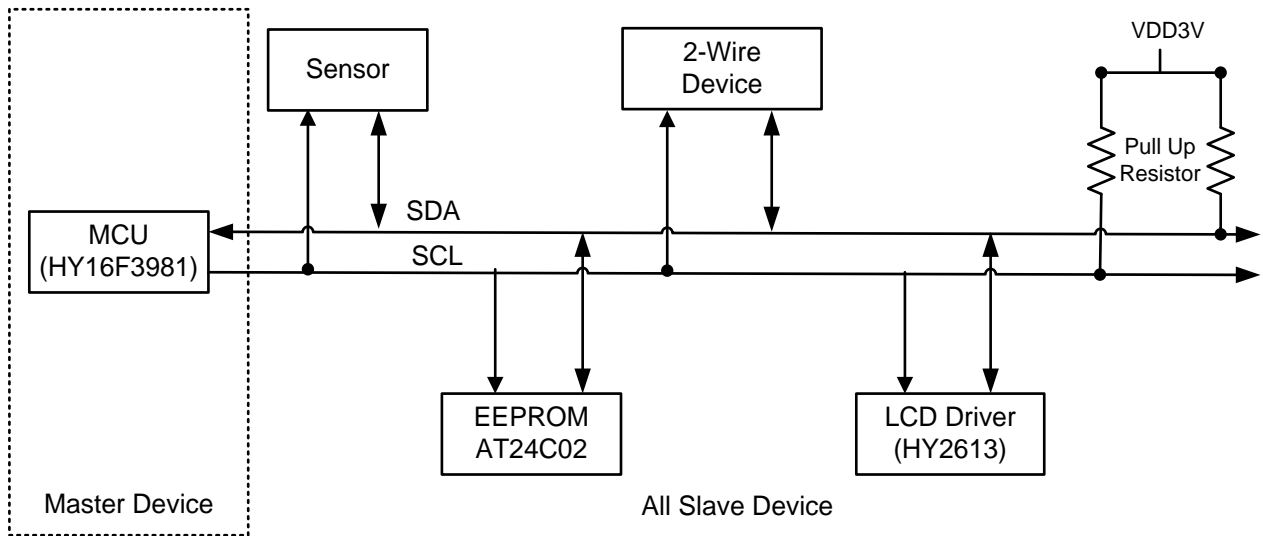 VDD3V
Sensor
2-Wire
Device
Pull Up
Resistor
SDA
MCU
(HY16F3981)
SCL
EEPROM
AT24C02
LCD Driver
(HY2613)
Master Device
All Slave Device